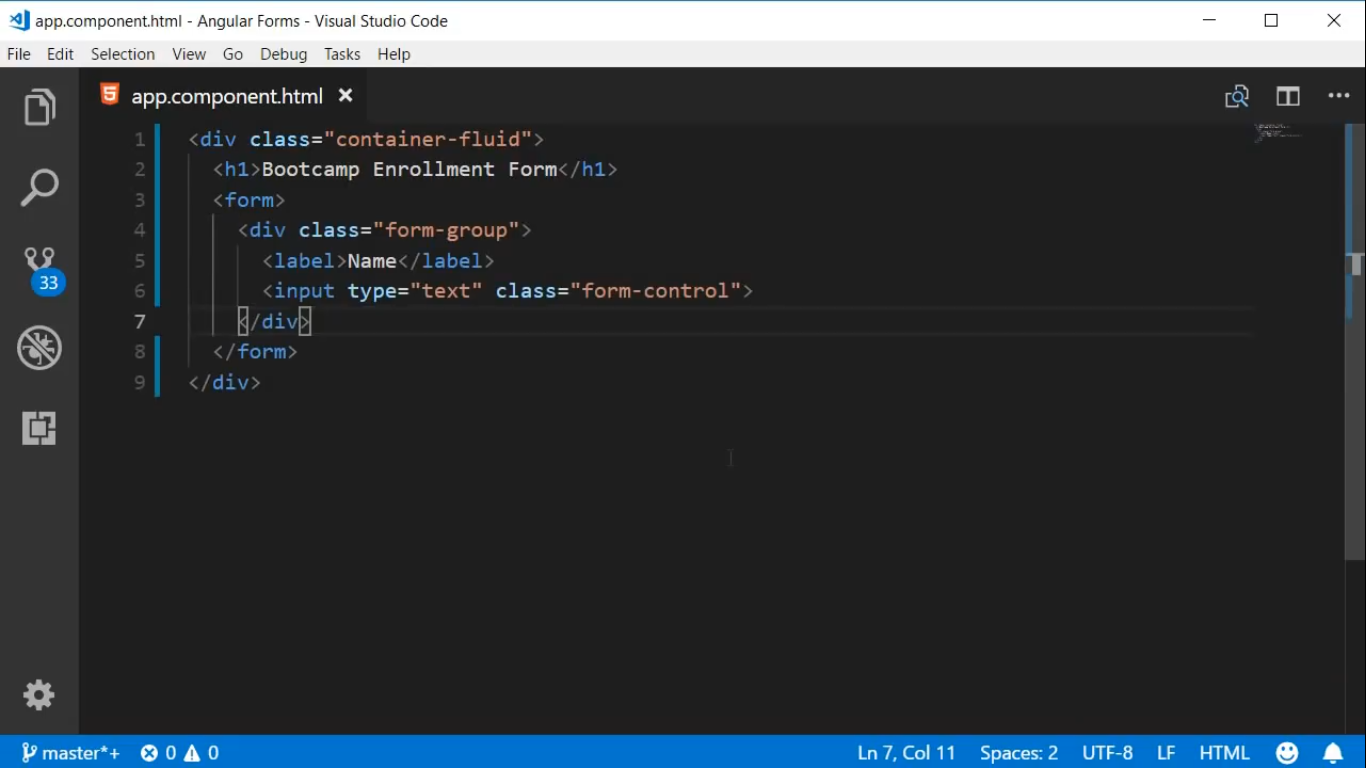 app.component.html - Angular Forms - Visual Studio Code
File Edit Selection View Go Debug Tasks Help
app.component.html
1 <div class="container-fluid">
2 <h1>Bootcamp Enrollment Form</h1>
3 <form>
4 <div class="form-group">
5 <label>Name</label>
6 <input type="text" class="form-control">
7 </div>
8 </form>
9 </div>
33
master*+ 0 0 Ln 7, Col 11 Spaces: 2 UTF-8 LF HTML